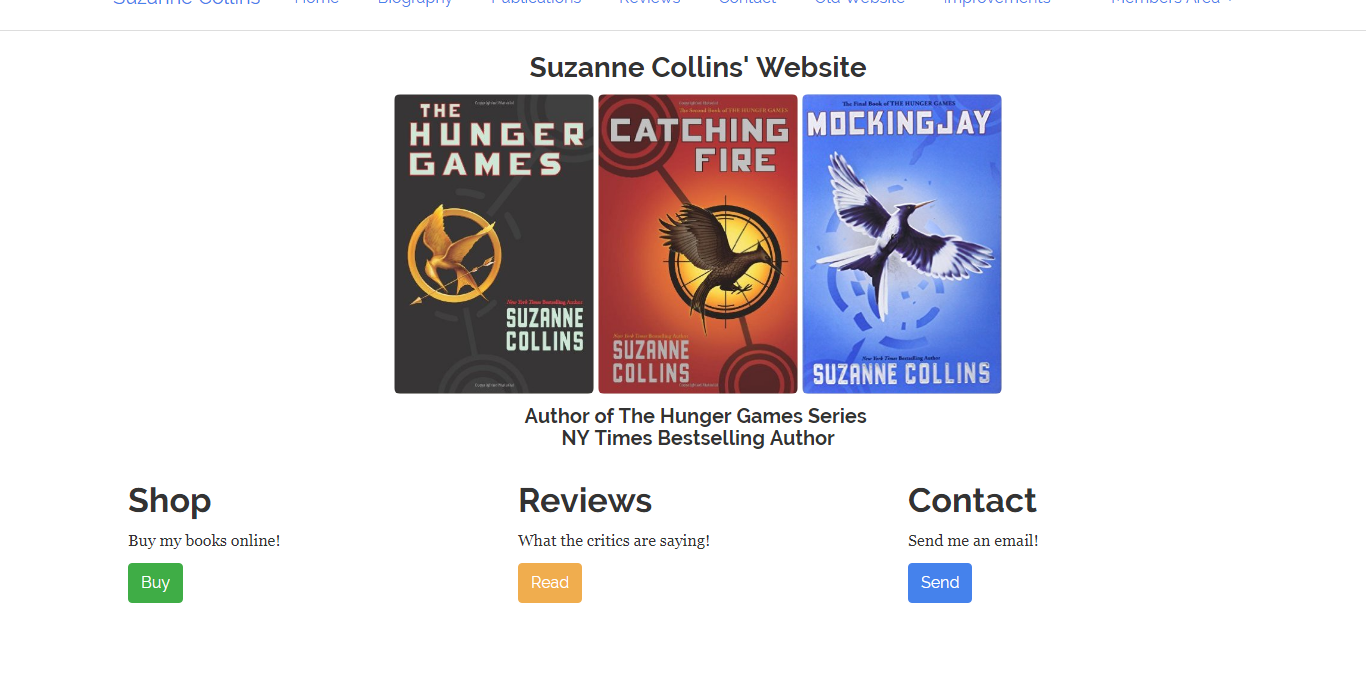 Suzanne Collins Home Biography Publications Reviews Contact Old Website Improvements Members Area
Suzanne Collins' Website
THE
HUNGER
GAMES
New York Times Bestselling Author
SUZANNE
COLLINS
Copyrighted Material
The Second Book of THE HUNGER GAMES
CATCHING
FIRE
New York Times Bestselling Author
SUZANNE
COLLINS
The Final Book of THE HUNGER GAMES
MOCKINGJAY
New York Times Bestselling Author
SUZANNE COLLINS
Author of The Hunger Games Series
NY Times Bestselling Author
Shop
Buy my books online!
Buy
Reviews
What the critics are saying!
Read
Contact
Send me an email!
Send